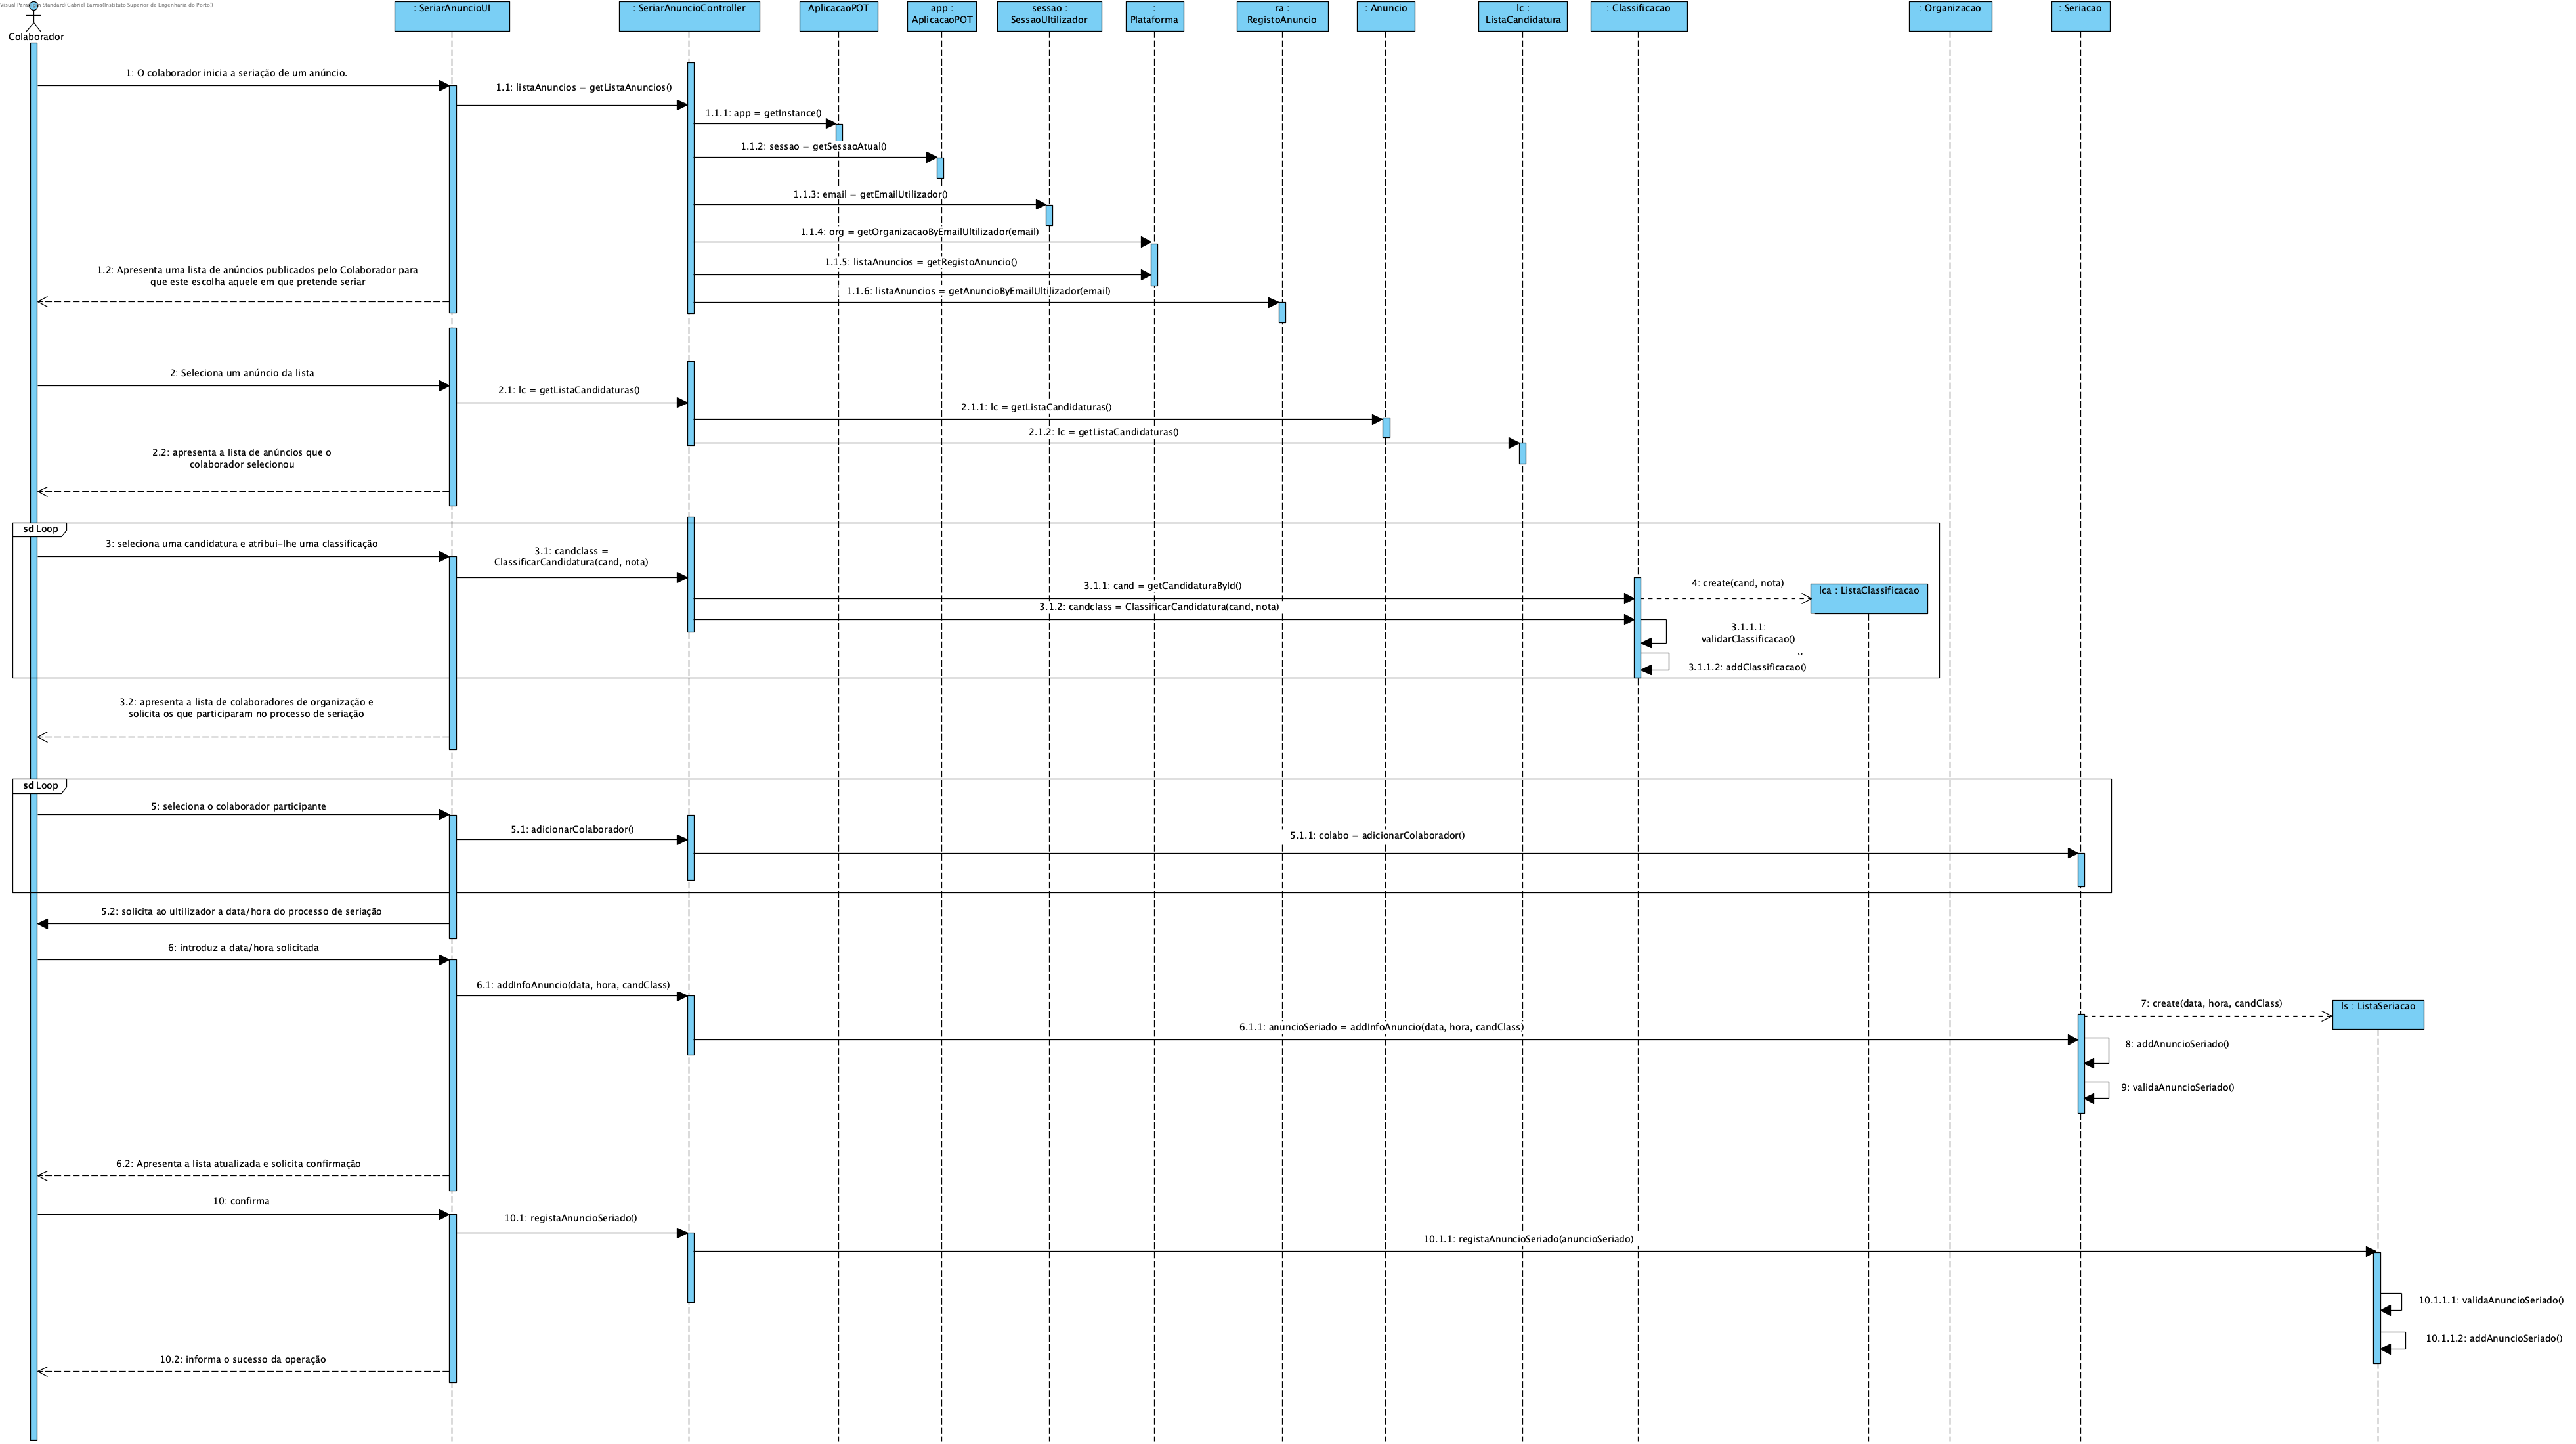 Visual Paradigm Standard(Gabriel Barros(Instituto Superior de Engenharia do Porto))
Colaborador
: SeriarAnuncioUI
: SeriarAnuncioController
AplicacaoPOT
app :
AplicacaoPOT
sessao :
SessaoUltilizador
:
Plataforma
ra :
RegistoAnuncio
: Anuncio
lc :
ListaCandidatura
: Classificacao
: Organizacao
: Seriacao
1: O colaborador inicia a seriação de um anúncio.
1.1: listaAnuncios = getListaAnuncios()
1.1.1: app = getInstance()
1.1.2: sessao = getSessaoAtual()
1.1.3: email = getEmailUtilizador()
1.1.4: org = getOrganizacaoByEmailUltilizador(email)
1.1.5: listaAnuncios = getRegistoAnuncio()
1.1.6: listaAnuncios = getAnuncioByEmailUltilizador(email)
1.2: Apresenta uma lista de anúncios publicados pelo Colaborador para
que este escolha aquele em que pretende seriar
2: Seleciona um anúncio da lista
2.1: lc = getListaCandidaturas()
2.1.1: lc = getListaCandidaturas()
2.1.2: lc = getListaCandidaturas()
2.2: apresenta a lista de anúncios que o
colaborador selecionou
sd Loop
3: seleciona uma candidatura e atribui-lhe uma classificação
3.1: candclass =
ClassificarCandidatura(cand, nota)
3.1.1: cand = getCandidaturaById()
3.1.2: candclass = ClassificarCandidatura(cand, nota)
4: create(cand, nota)
lca : ListaClassificacao
3.1.1.1:
validarClassificacao()
3.1.1.2: addClassificacao()
3.2: apresenta a lista de colaboradores de organização e
solicita os que participaram no processo de seriação
sd Loop
5: seleciona o colaborador participante
5.1: adicionarColaborador()
5.1.1: colabo = adicionarColaborador()
5.2: solicita ao ultilizador a data/hora do processo de seriação
6: introduz a data/hora solicitada
6.1: addInfoAnuncio(data, hora, candClass)
6.1.1: anuncioSeriado = addInfoAnuncio(data, hora, candClass)
7: create(data, hora, candClass)
ls : ListaSeriacao
8: addAnuncioSeriado()
9: validaAnuncioSeriado()
6.2: Apresenta a lista atualizada e solicita confirmação
10: confirma
10.1: registaAnuncioSeriado()
10.1.1: registaAnuncioSeriado(anuncioSeriado)
10.1.1.1: validaAnuncioSeriado()
10.1.1.2: addAnuncioSeriado()
10.2: informa o sucesso da operação